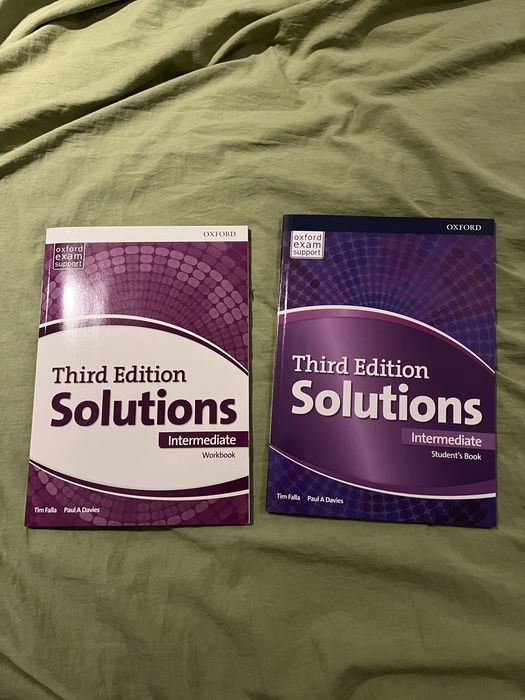 OXFORD
oxford
exam
support
Third Edition
Solutions
Intermediate
Workbook
Tim Falla Paul A Davies
OXFORD
oxford
exam
support
Third Edition
Solutions
Intermediate
Student's Book
Tim Falla Paul A Davies